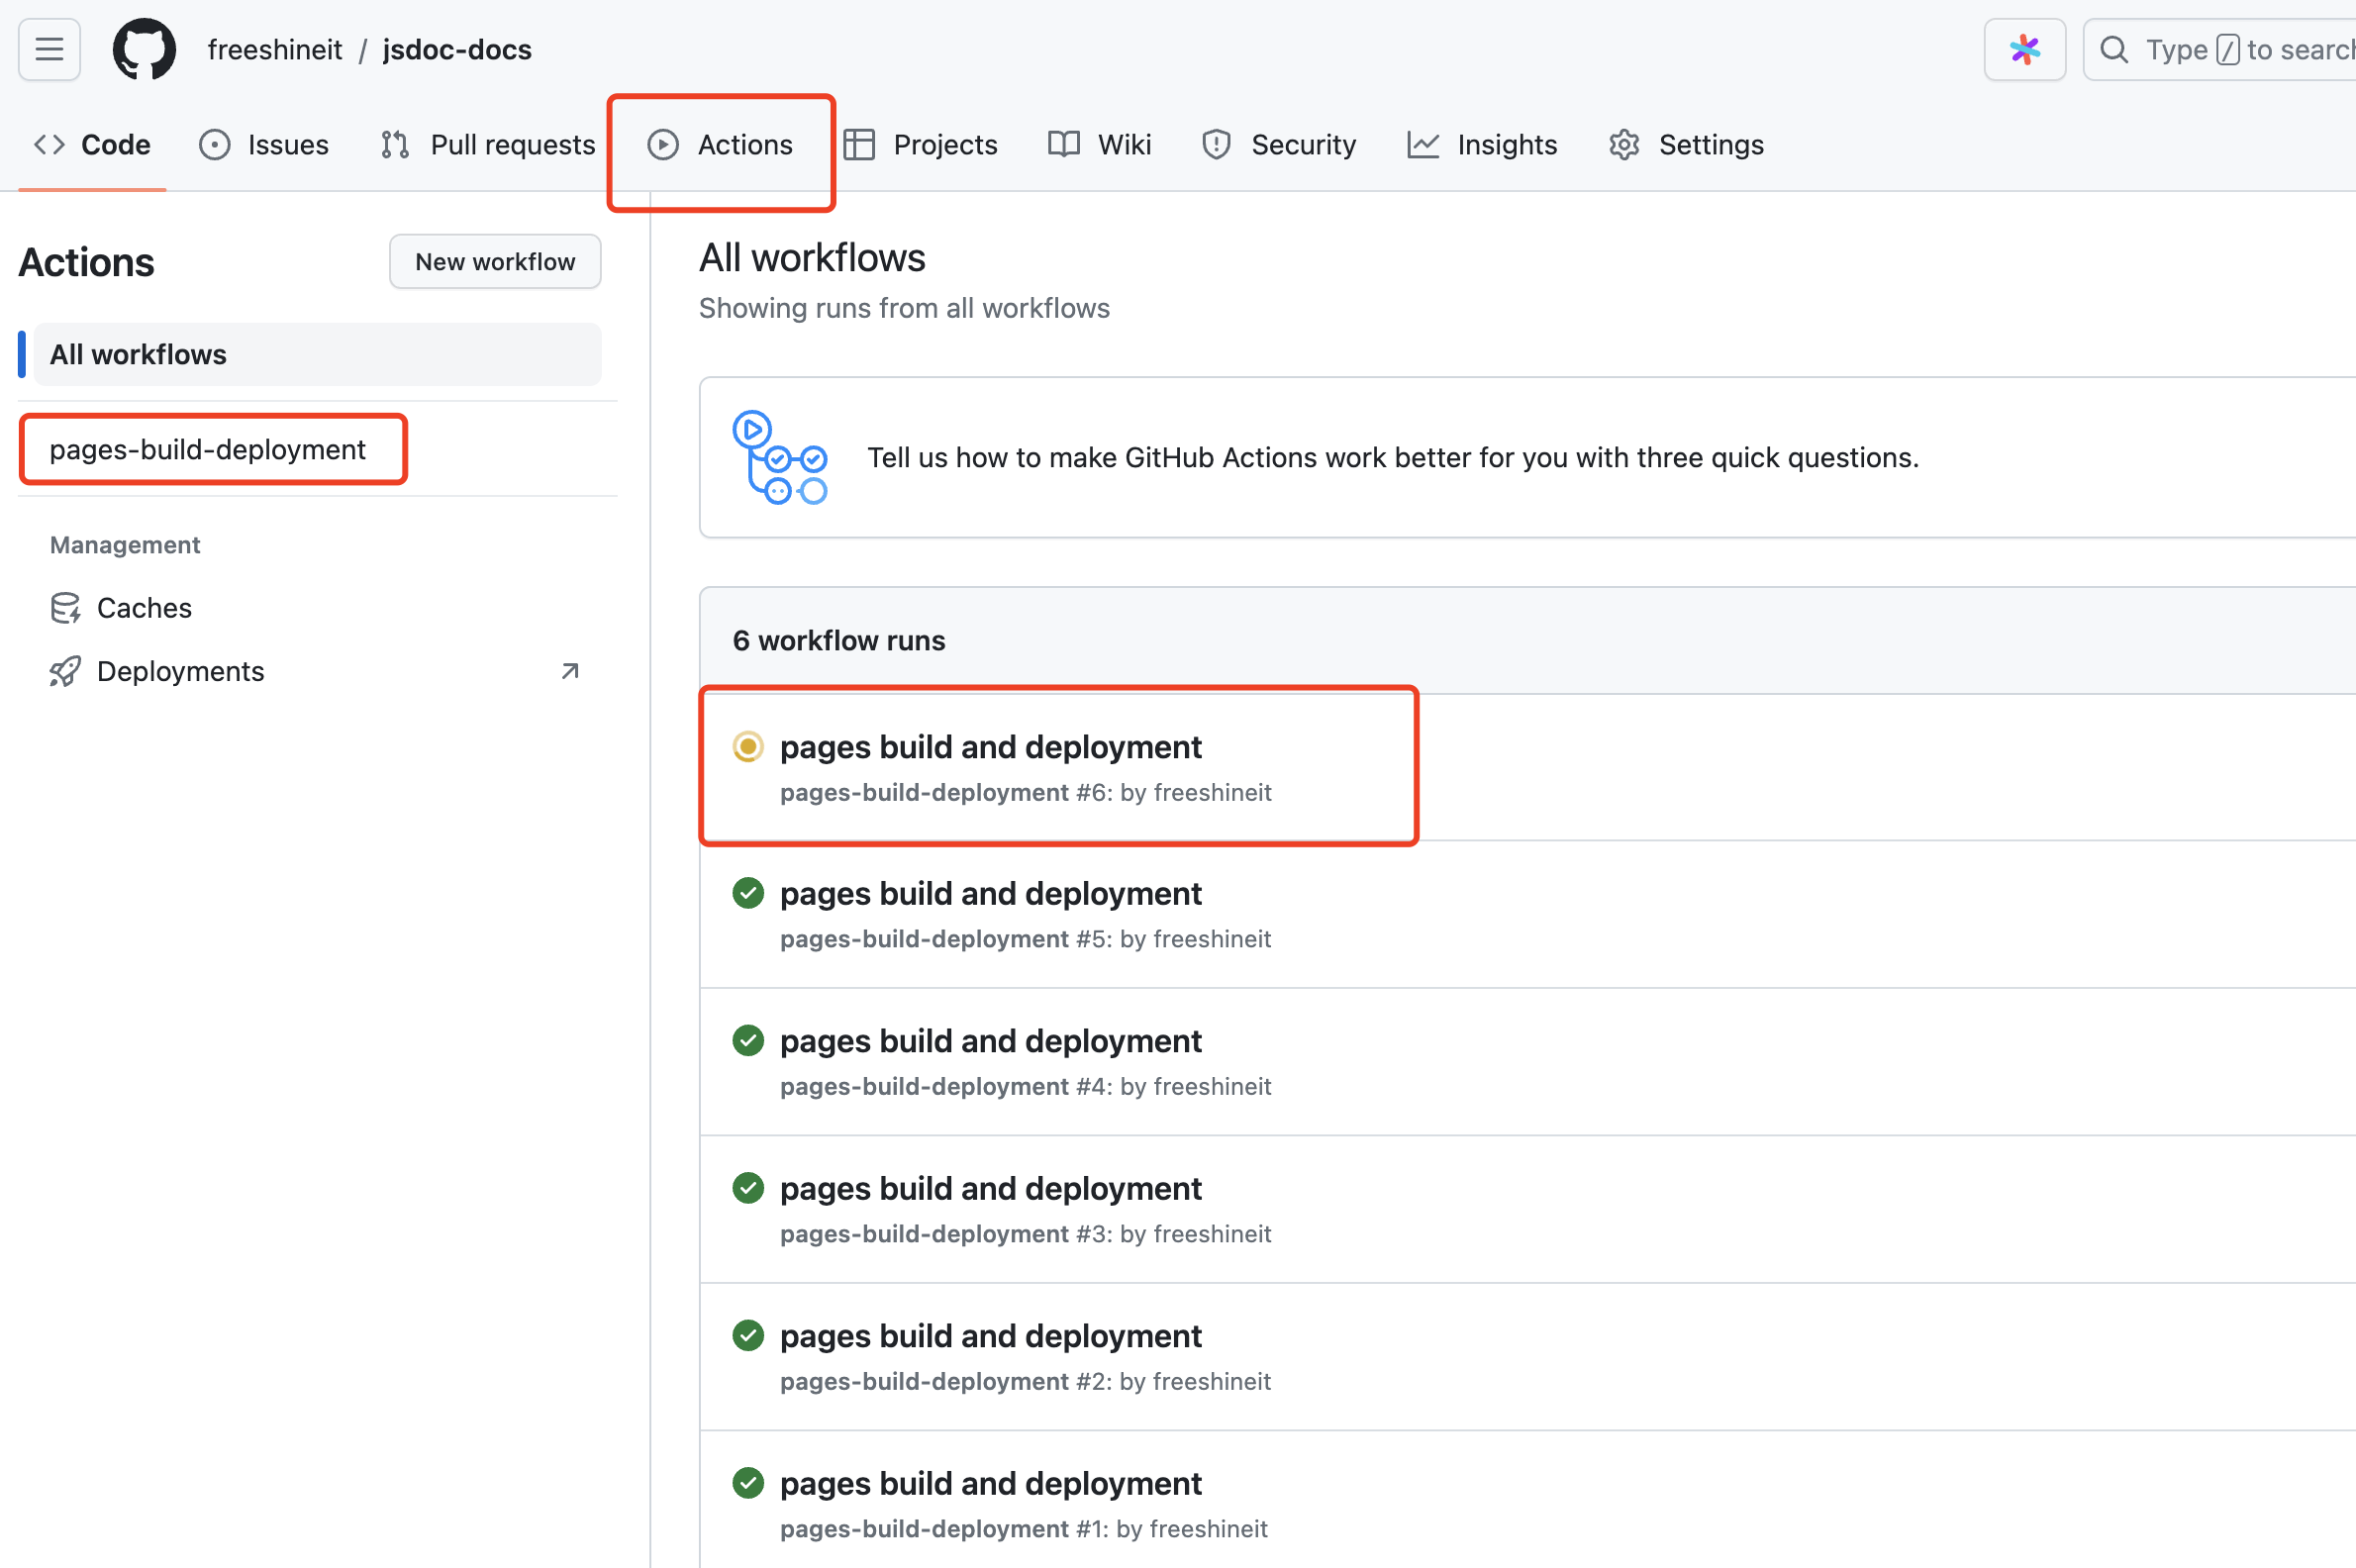 freeshineit / jsdoc-docs
Type / to search
Code Issues Pull requests Actions Projects Wiki Security Insights Settings
Actions
New workflow
All workflows
pages-build-deployment
Management
Caches
Deployments
All workflows
Showing runs from all workflows
Tell us how to make GitHub Actions work better for you with three quick questions.
6 workflow runs
pages build and deployment
pages-build-deployment #6: by freeshineit
pages build and deployment
pages-build-deployment #5: by freeshineit
pages build and deployment
pages-build-deployment #4: by freeshineit
pages build and deployment
pages-build-deployment #3: by freeshineit
pages build and deployment
pages-build-deployment #2: by freeshineit
pages build and deployment
pages-build-deployment #1: by freeshineit